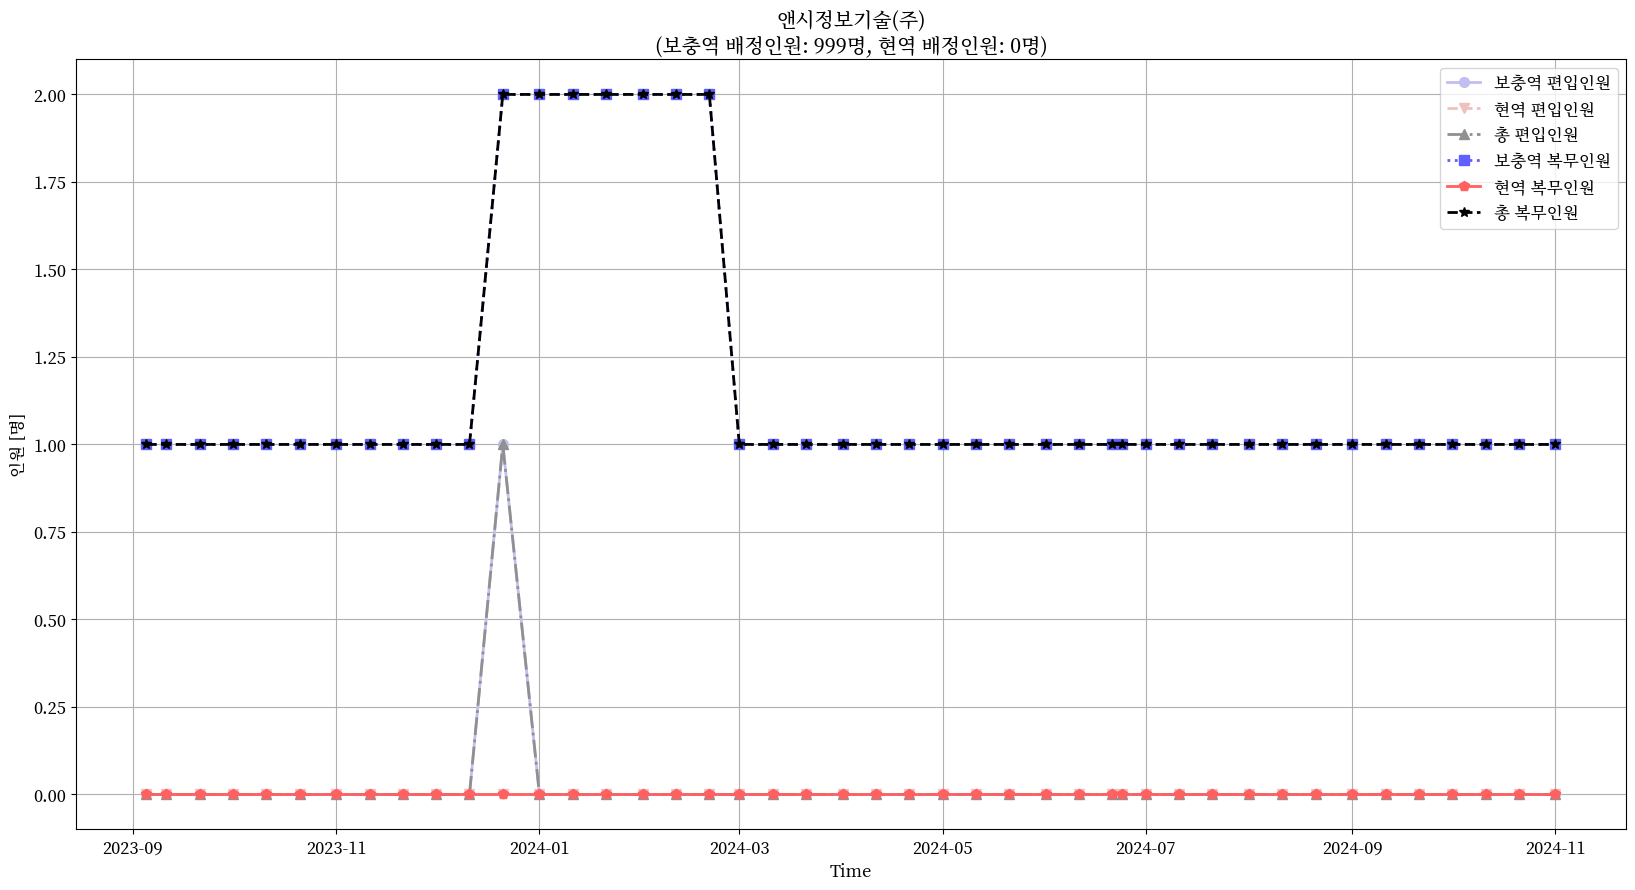 앤시정보기술(주)
(보충역 배정인원: 999명, 현역 배정인원: 0명)
보충역 편입인원
현역 편입인원
총 편입인원
보충역 복무인원
현역 복무인원
총 복무인원
인원 [명]
2.00
1.75
1.50
1.25
1.00
0.75
0.50
0.25
0.00
2023-09 2023-11 2024-01 2024-03 2024-05 2024-07 2024-09 2024-11
Time